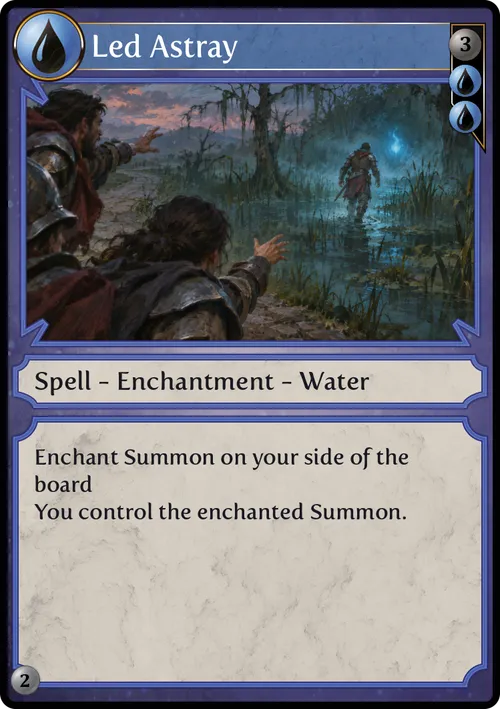 Led Astray
3
Spell - Enchantment - Water
Enchant Summon on your side of the
board
You control the enchanted Summon.
2